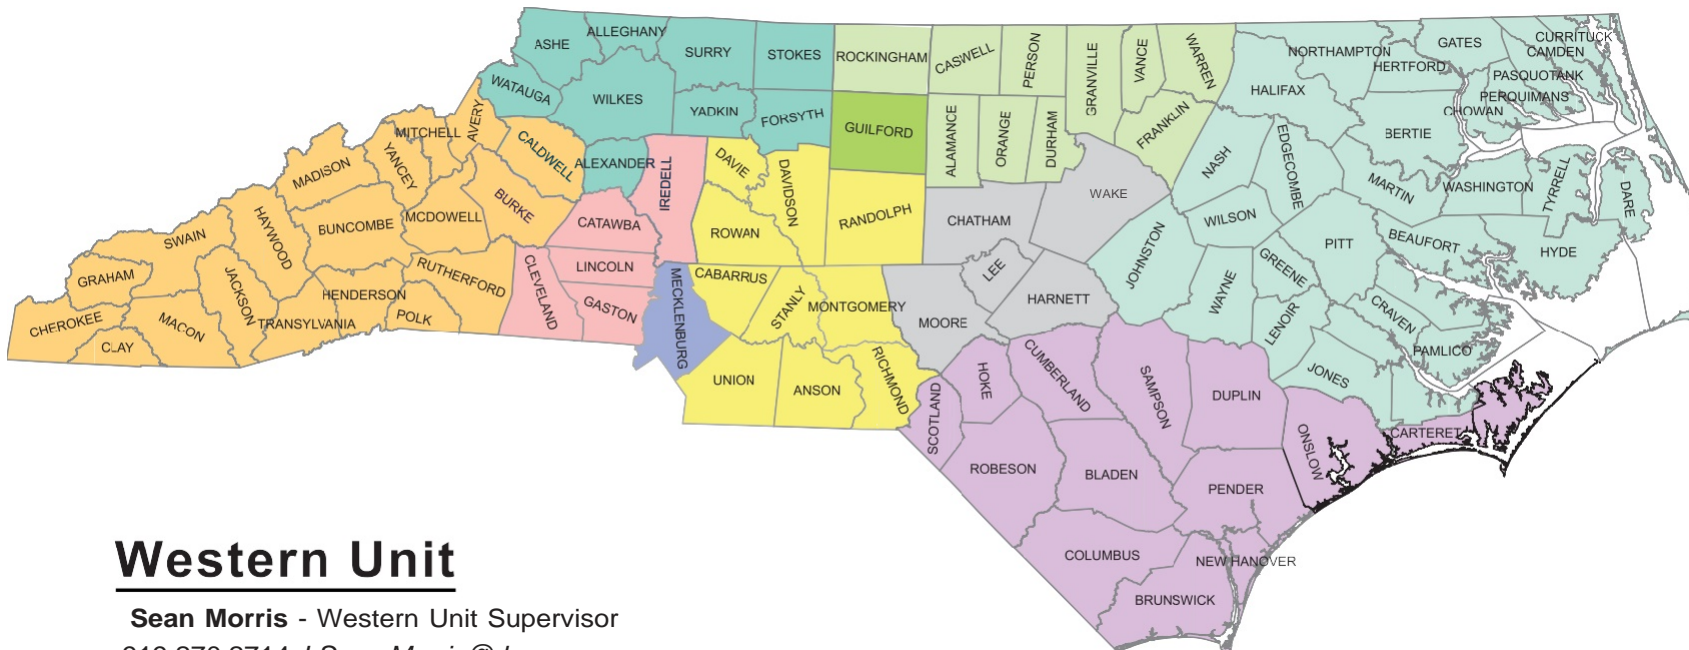 ASHE
ALLEGHANY
SURRY
STOKES
ROCKINGHAM
CASWELL
PERSON
GRANVILLE
VANCE
WARREN
NORTHAMPTON
GATES
CURRITUCK
CAMDEN
HERTFORD
PASQUOTANK
PERQUIMANS
CHOWAN
HALIFAX
WATAUGA
WILKES
YADKIN
FORSYTH
GUILFORD
ALAMANCE
ORANGE
DURHAM
FRANKLIN
BERTIE
AVERY
MITCHELL
CALDWELL
ALEXANDER
IREDELL
DAVIE
DAVIDSON
NASH
EDGECOMBE
MARTIN
WASHINGTON
TYRRELL
DARE
MADISON
YANCEY
BURKE
MCDOWELL
CATAWBA
ROWAN
RANDOLPH
CHATHAM
WAKE
WILSON
PITT
BEAUFORT
HYDE
SWAIN
HAYWOOD
BUNCOMBE
JOHNSTON
GREENE
GRAHAM
JACKSON
HENDERSON
RUTHERFORD
CLEVELAND
LINCOLN
GASTON
MECKLENBURG
CABARRUS
STANLY
MONTGOMERY
LEE
HARNETT
WAYNE
LENOIR
CRAVEN
CHEROKEE
CLAY
MACON
TRANSYLVANIA
POLK
MOORE
PAMLICO
JONES
UNION
ANSON
RICHMOND
SCOTLAND
HOKE
CUMBERLAND
SAMPSON
DUPLIN
ONSLOW
CARTERET
ROBESON
BLADEN
PENDER
COLUMBUS
NEW HANOVER
BRUNSWICK
Western Unit
Sean Morris - Western Unit Supervisor